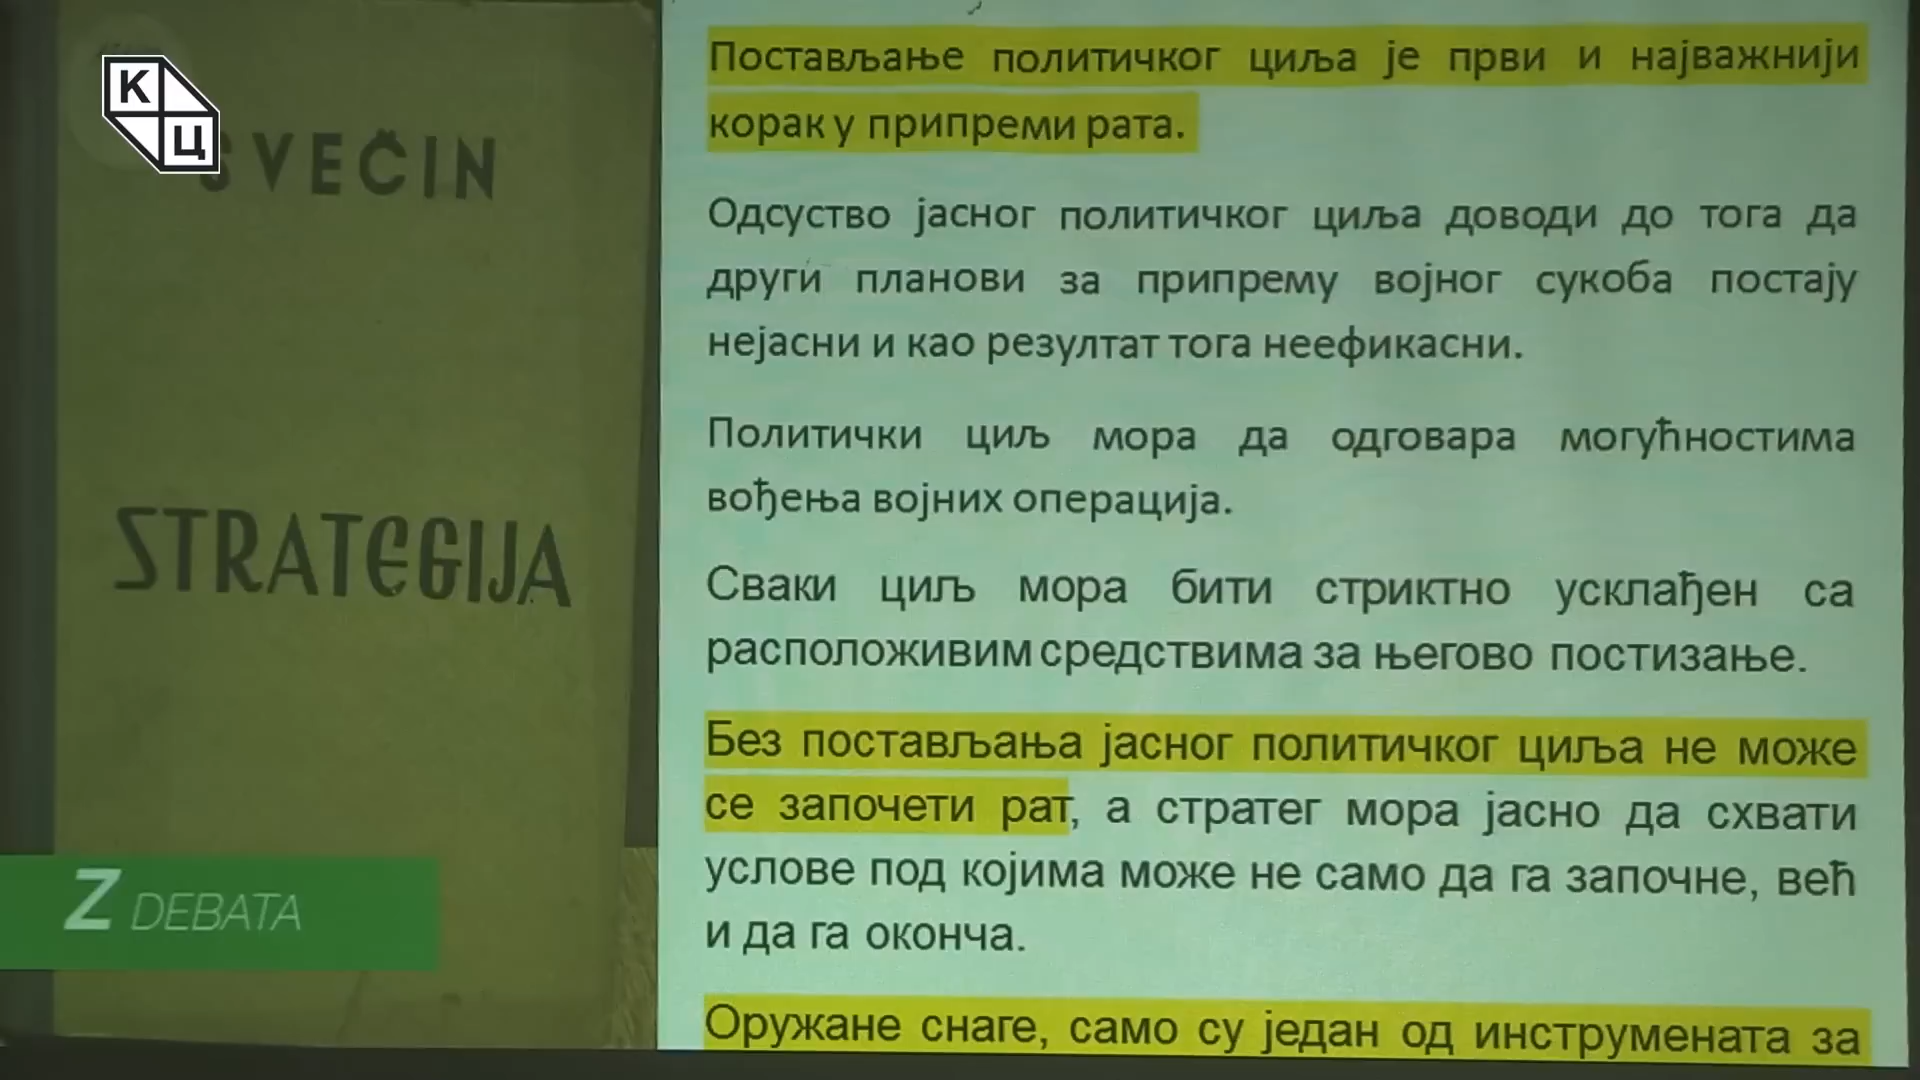 К
Ц
SVEČIN
STRATEGIJA
Z DEBATA
Постављање политичког циља је први и најважнији
корак у припреми рата.
Одсуство јасног политичког циља доводи до тога да
други планови за припрему војног сукоба постају
нејасни и као резултат тога неефикасни.
Политички циљ мора да одговара могућностима
вођења војних операција.
Сваки циљ мора бити стриктно усклађен са
расположивим средствима за његово постизање.
Без постављања јасног политичког циља не може
се започети рат, а стратег мора јасно да схвати
услове под којима може не само да га започне, већ
и да га оконча.
Оружане снаге, само су један од инструмената за